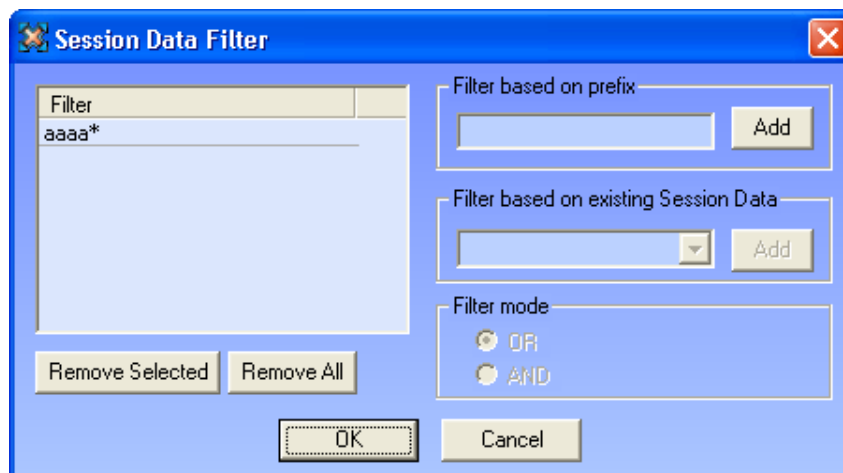 Session Data Filter
Filter
aaaa*
Remove Selected
Remove All
Filter based on prefix
Add
Filter based on existing Session Data
Add
Filter mode
OR
AND
OK
Cancel